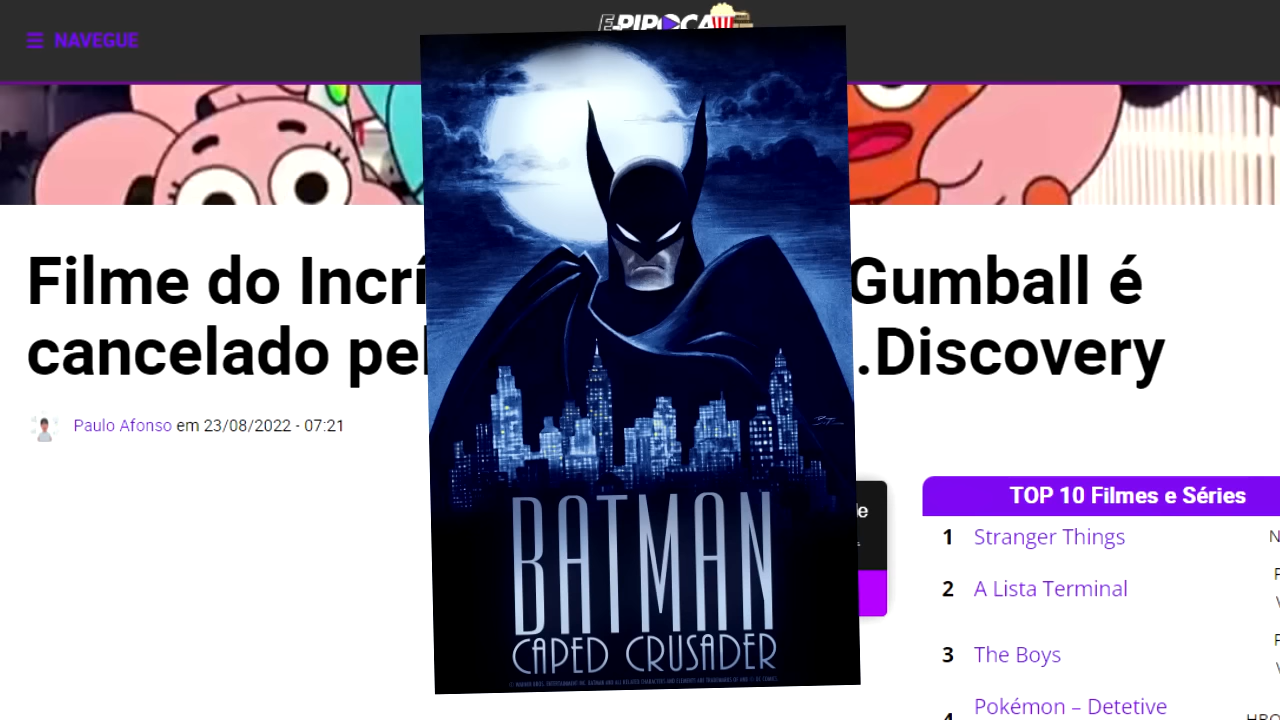 NAVEGUE
E-PIPOCA
Filme do Incrí Gumball é
cancelado pel .Discovery
Paulo Afonso em 23/08/2022 - 07:21
BATMAN
CAPED CRUSADER
TOP 10 Filmes e Séries
1 Stranger Things
2 A Lista Terminal
3 The Boys
Pokémon – Detetive